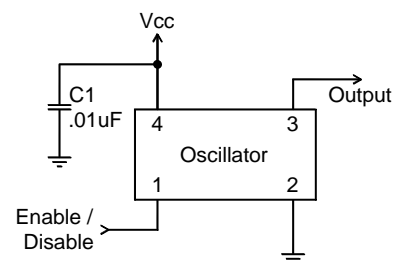 Vcc
C1
.01uF
4 3
Output
Oscillator
1 2
Enable /
Disable